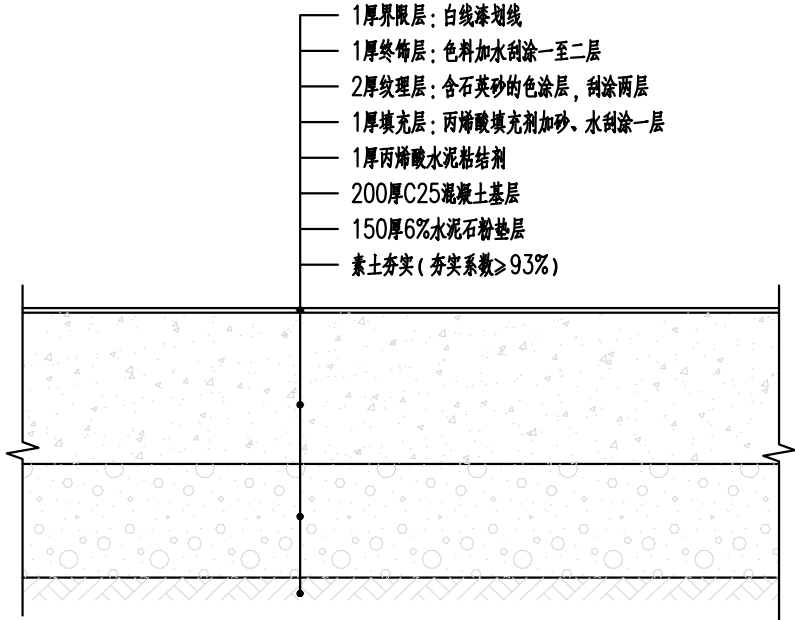 1厚界限层：白线漆划线
1厚终饰层：色料加水刮涂一至二层
2厚纹理层：含石英砂的色涂层，刮涂两层
1厚填充层：丙烯酸填充剂加砂、水刮涂一层
1厚丙烯酸水泥粘结剂
200厚C25混凝土基层
150厚6%水泥石粉垫层
素土夯实(夯实系数≥93%)